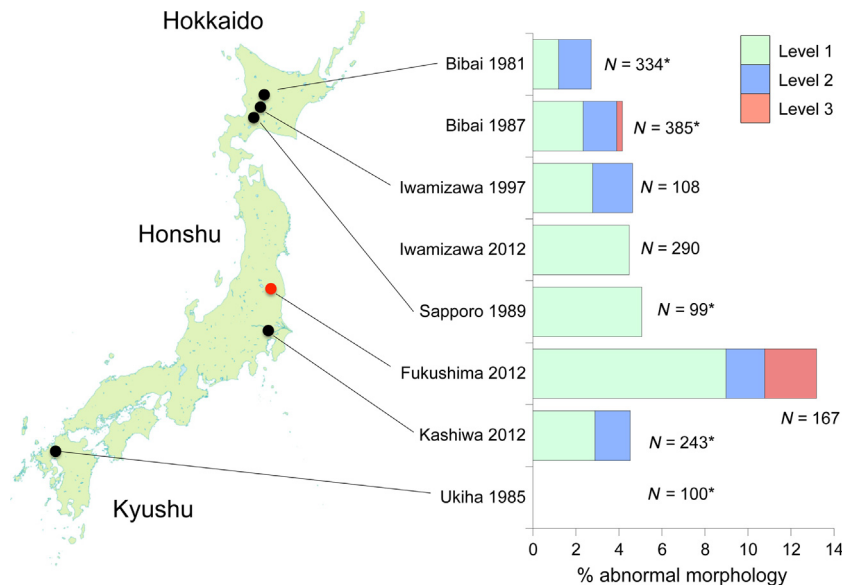 Hokkaido
Honshu
Kyushu
Bibai 1981
Bibai 1987
Iwamizawa 1997
Iwamizawa 2012
Sapporo 1989
Fukushima 2012
Kashiwa 2012
Ukiha 1985
N = 334*
N = 385*
N = 108
N = 290
N = 99*
N = 167
N = 243*
N = 100*
Level 1
Level 2
Level 3
0 2 4 6 8 10 12 14
% abnormal morphology